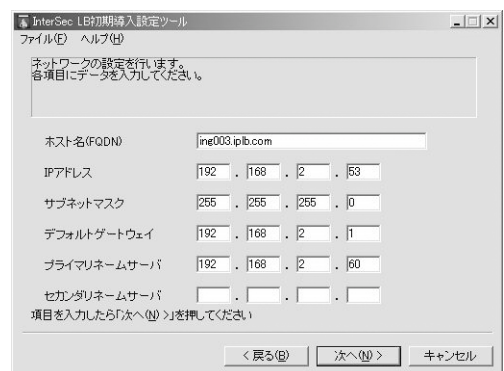 InterSec LB初期導入設定ツール
ファイル(F) ヘルプ(H)
ネットワークの設定を行います。
各項目にデータを入力してください。
ホスト名(FQDN) ing003.iplb.com
IPアドレス 192 . 168 . 2 . 53
サブネットマスク 255 . 255 . 255 . 0
デフォルトゲートウェイ 192 . 168 . 2 . 1
プライマリネームサーバ 192 . 168 . 2 . 60
セカンダリネームサーバ . . .
項目を入力したら「次へ(N) >」を押してください
< 戻る(B) 次へ(N) > キャンセル